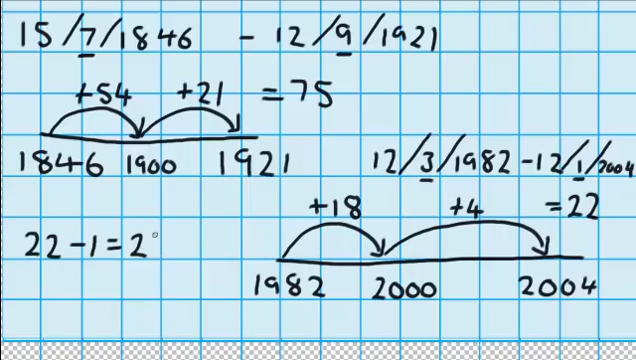 15/7/1846 - 12/9/1921
+54 +21 = 75
1846 1900 1921
12/3/1982 - 12/1/2004
+18 +4 = 22
22 - 1 = 2
1982 2000 2004